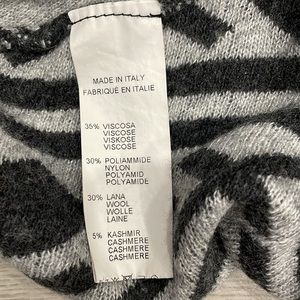 MADE IN ITALY
FABRIQUÉ EN ITALIE
35% VISCOSA
VISCOSE
VISKOSE
VISCOSE
30% POLIAMMIDE
NYLON
POLYAMID
POLYAMIDE
30% LANA
WOOL
WOLLE
LAINE
5% KASHMIR
CASHMERE
CASHMERE
CASHMERE